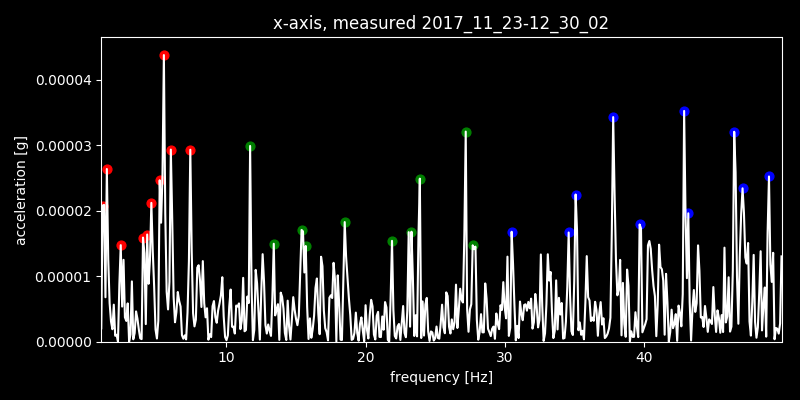 x-axis, measured 2017_11_23-12_30_02
acceleration [g]
0.00004
0.00003
0.00002
0.00001
0.00000
10 20 30 40
frequency [Hz]